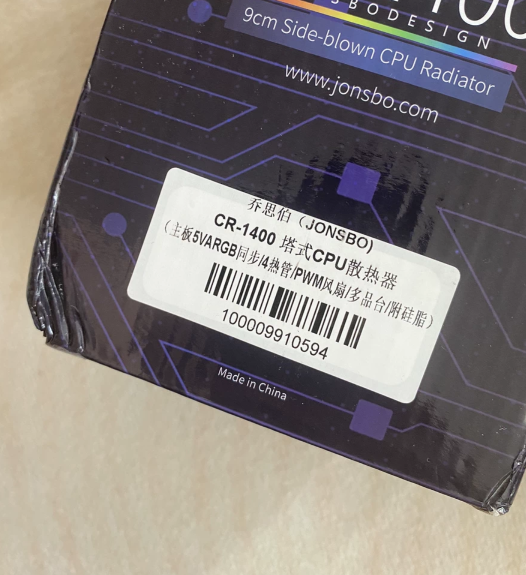 SBODESIGN
9cm Side-blown CPU Radiator
www.jonsbo.com
乔思伯（JONSBO)
CR-1400 塔式CPU散热器
（主板5VARGB同步/4热管/PWM风扇/多品台/附硅脂）
100009910594
Made in China